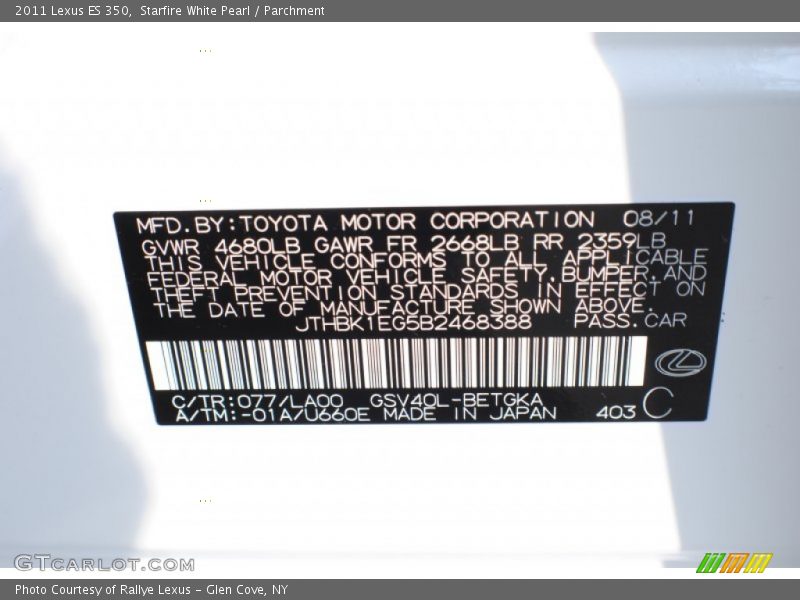 2011 Lexus ES 350, Starfire White Pearl / Parchment
MFD.BY:TOYOTA MOTOR CORPORATION 08/11
GVWR 4680LB GAWR FR 2668LB RR 2359LB
THIS VEHICLE CONFORMS TO ALL APPLICABLE
FEDERAL MOTOR VEHICLE SAFETY,BUMPER,AND
THEFT PREVENTION STANDARDS IN EFFECT ON
THE DATE OF MANUFACTURE SHOWN ABOVE.
JTHBK1EG5B2468388 PASS.CAR
C/TR:077/LA00 GSV40L-BETGKA
A/TM:-01A/U660E MADE IN JAPAN 403 C
GTCARLOT.COM
Photo Courtesy of Rallye Lexus - Glen Cove, NY